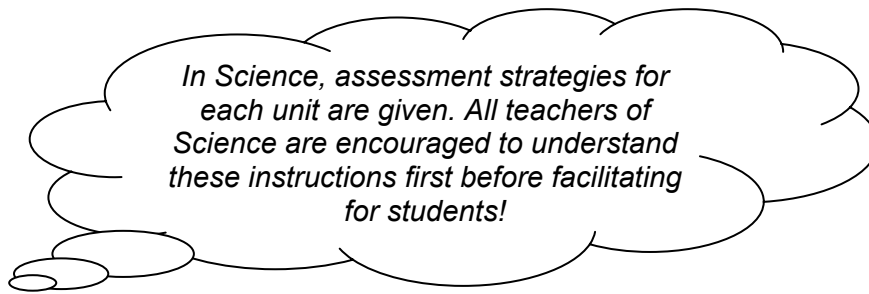 In Science, assessment strategies for
each unit are given. All teachers of
Science are encouraged to understand
these instructions first before facilitating
for students!